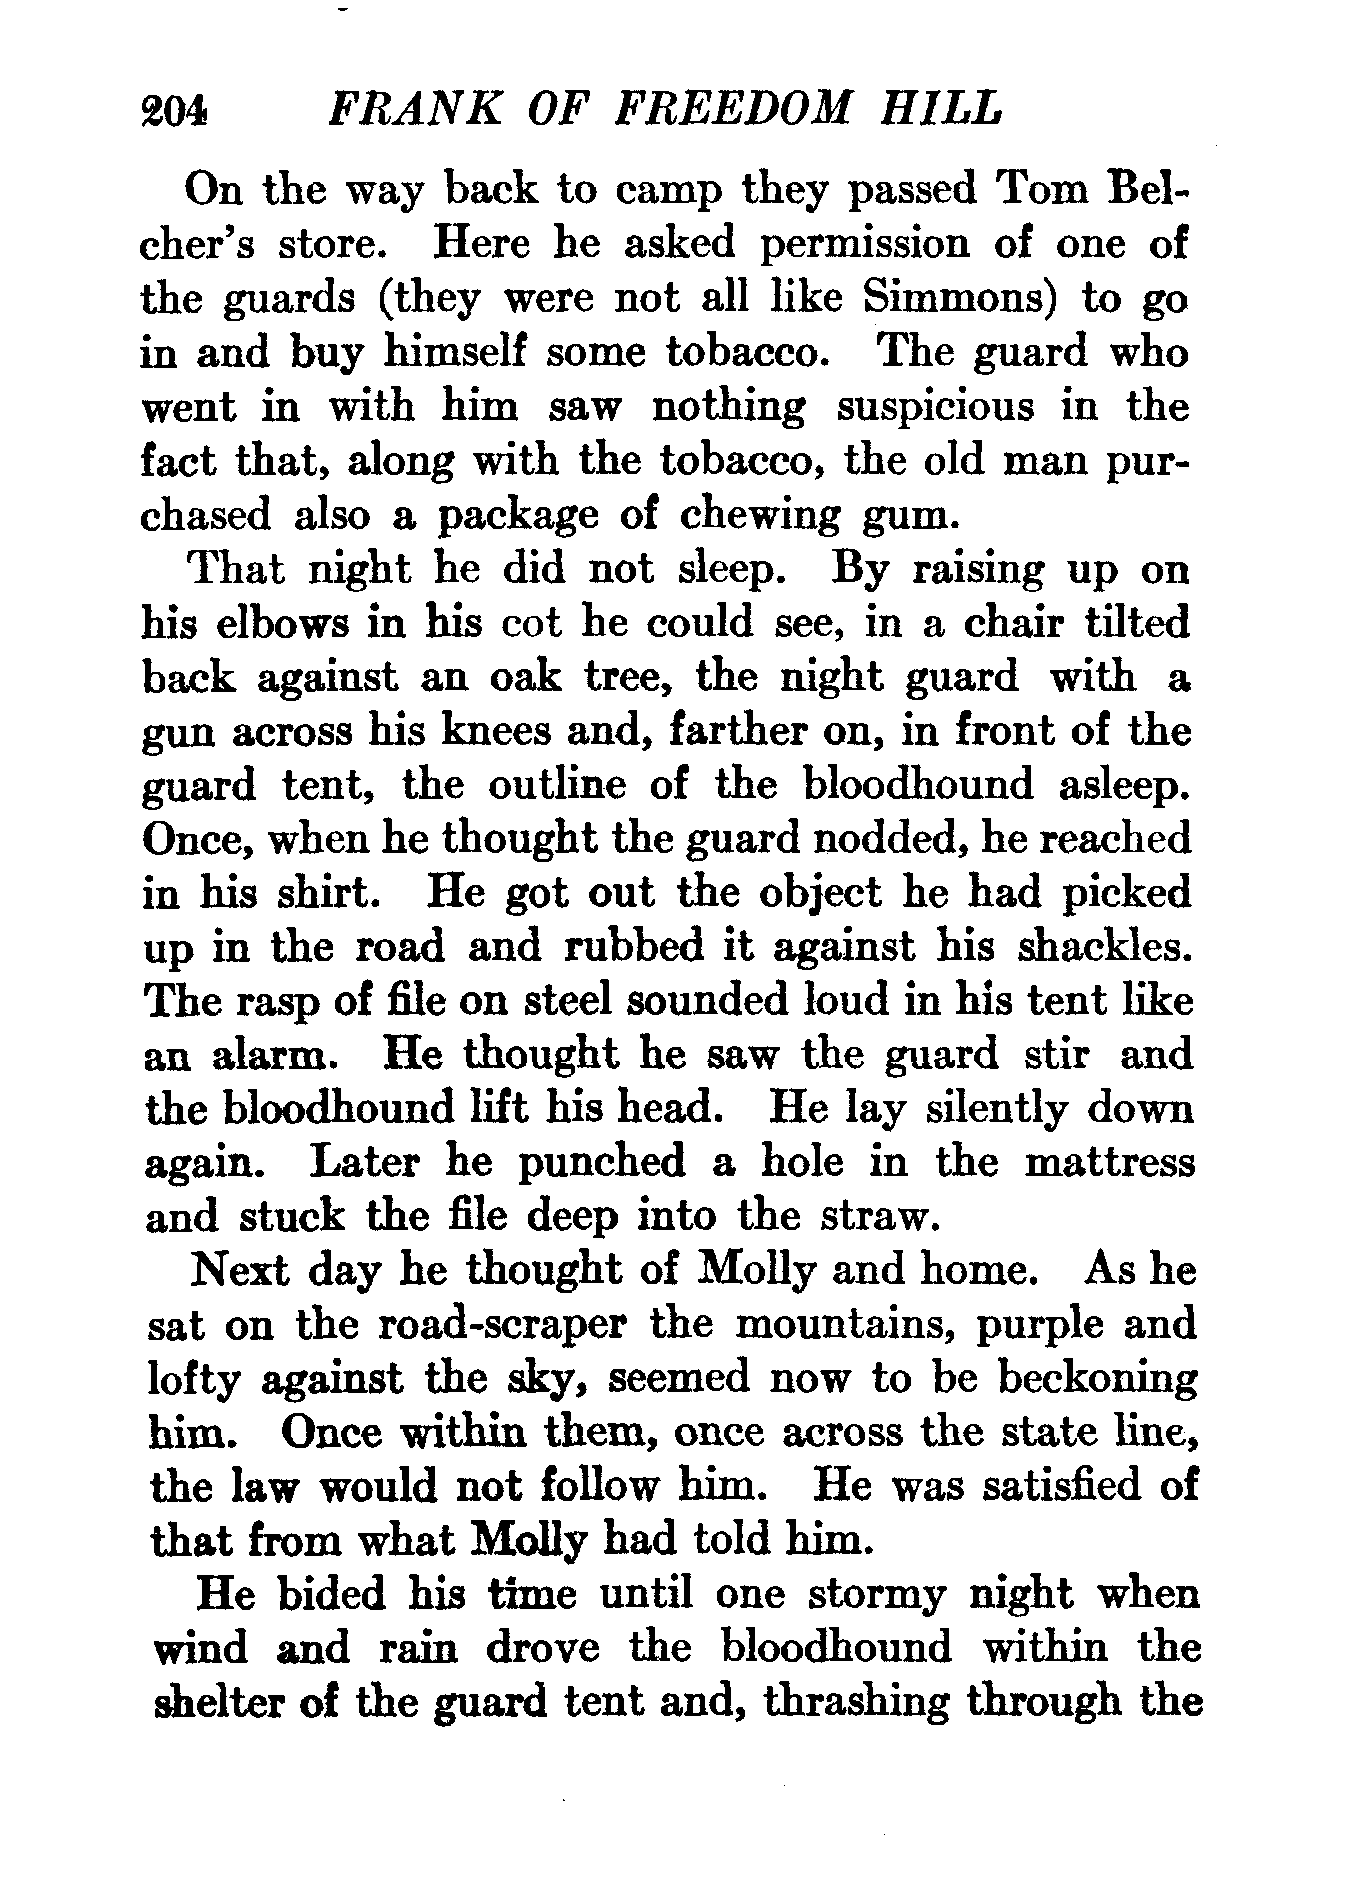 204 FRANK OF FREEDOM HILL
On the way back to camp they passed Tom Bel-
cher's store. Here he asked permission of one of
the guards (they were not all like Simmons) to go
in and buy himself some tobacco. The guard who
went in with him saw nothing suspicious in the
fact that, along with the tobacco, the old man pur-
chased also a package of chewing gum.
That night he did not sleep. By raising up on
his elbows in his cot he could see, in a chair tilted
back against an oak tree, the night guard with a
gun across his knees and, farther on, in front of the
guard tent, the outline of the bloodhound asleep.
Once, when he thought the guard nodded, he reached
in his shirt. He got out the object he had picked
up in the road and rubbed it against his shackles.
The rasp of file on steel sounded loud in his tent like
an alarm. He thought he saw the guard stir and
the bloodhound lift his head. He lay silently down
again. Later he punched a hole in the mattress
and stuck the file deep into the straw.
Next day he thought of Molly and home. As he
sat on the road-scraper the mountains, purple and
lofty against the sky, seemed now to be beckoning
him. Once within them, once across the state line,
the law would not follow him. He was satisfied of
that from what Molly had told him.
He bided his time until one stormy night when
wind and rain drove the bloodhound within the
shelter of the guard tent and, thrashing through the